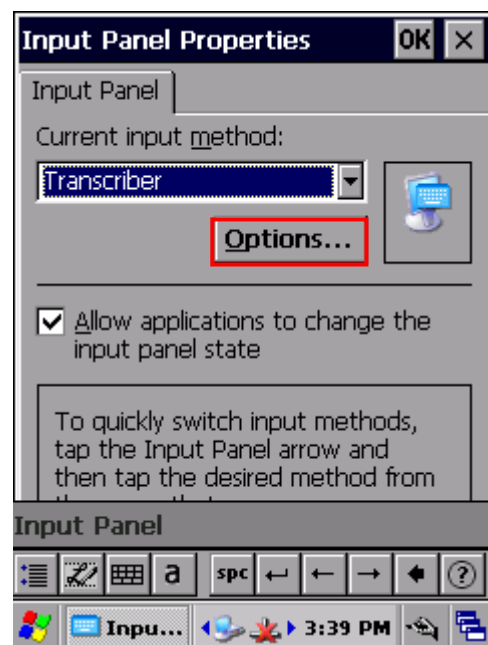 Input Panel Properties OK ×
Input Panel
Current input method:
Transcriber
Options...
Allow applications to change the
input panel state
To quickly switch input methods,
tap the Input Panel arrow and
then tap the desired method from
Input Panel
a spc ?
Inpu... 3:39 PM